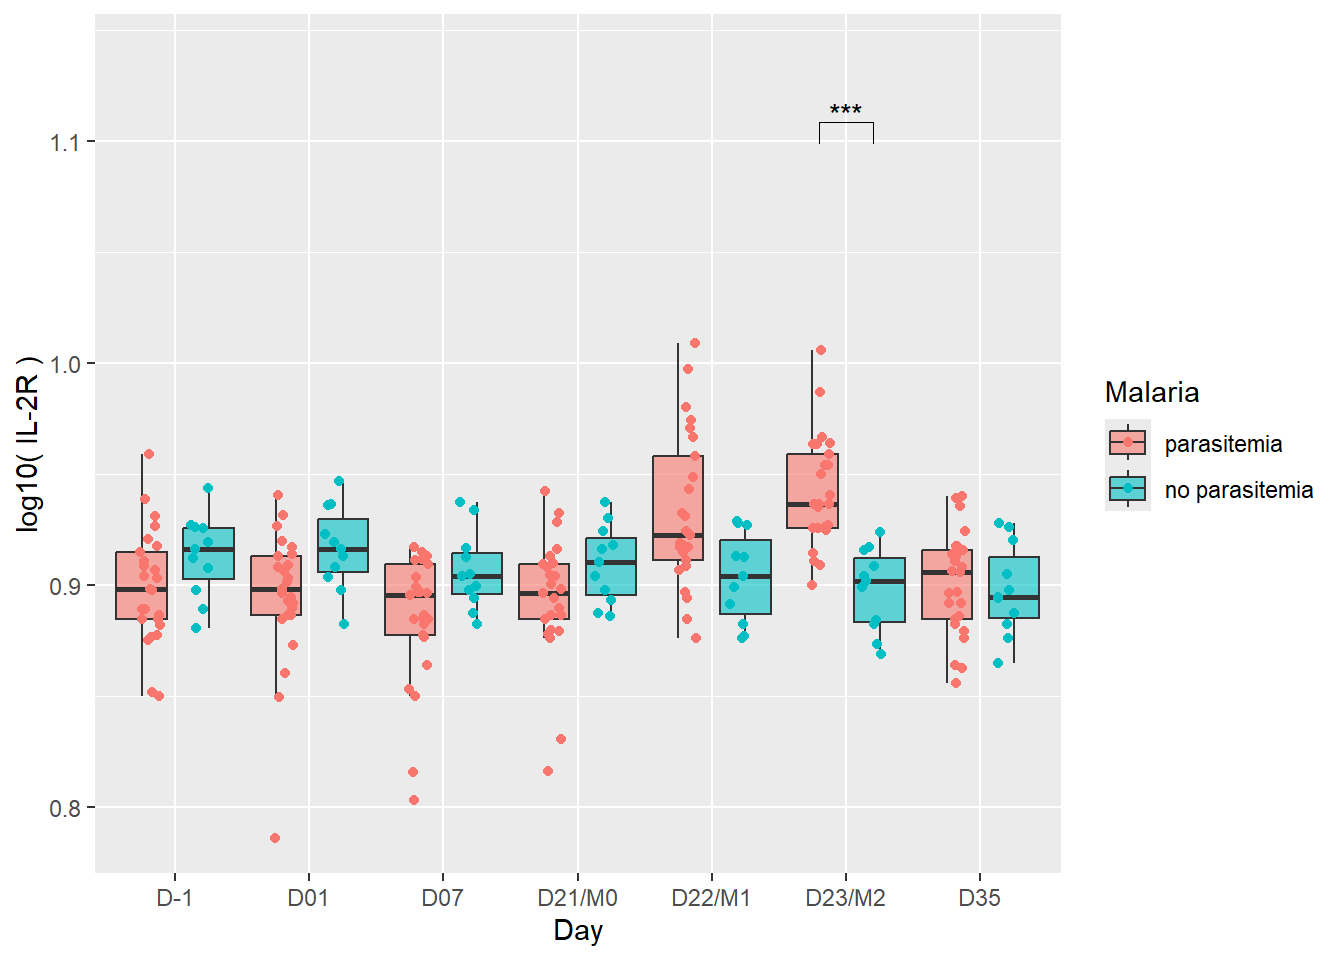 ***
1.1
1.0
0.9
0.8
log10( IL-2R )
D-1 D01 D07 D21/M0 D22/M1 D23/M2 D35
Day
Malaria
parasitemia
no parasitemia